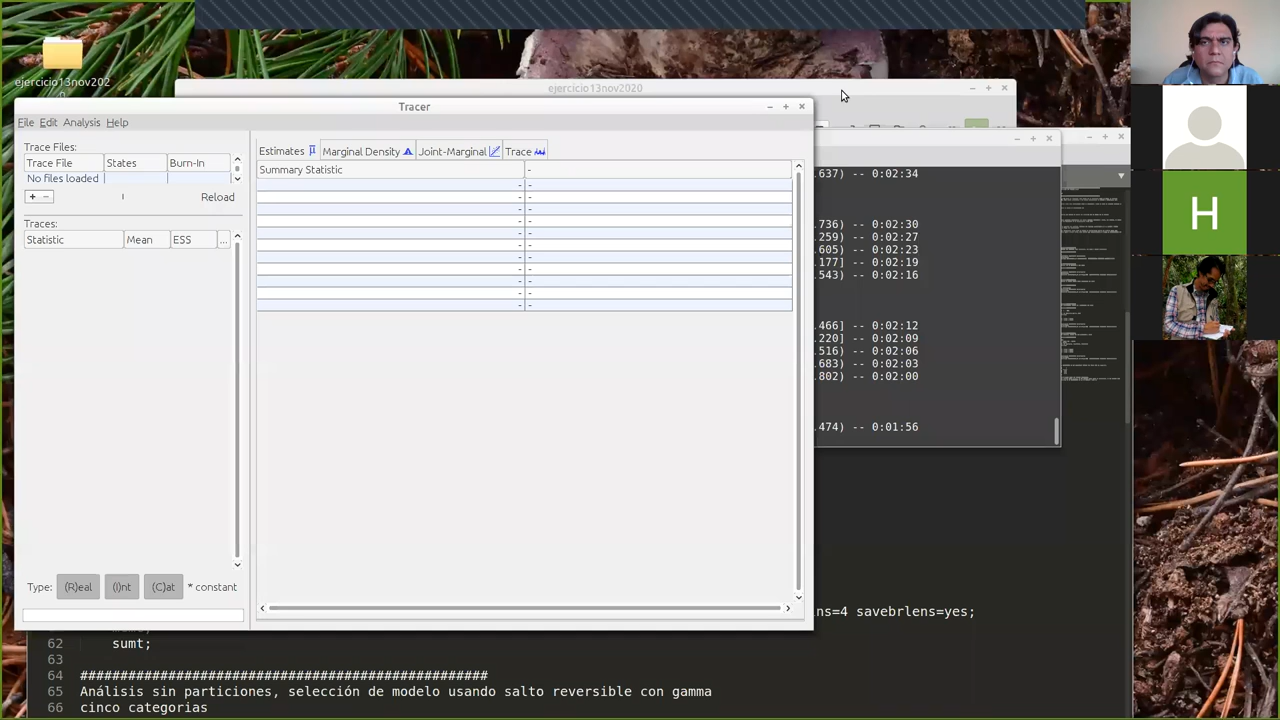 ejercicio13nov202
0
ejercicio13nov2020
Tracer
File Edit Analysis Help
Trace Files:
Trace File States Burn-In
No files loaded
+ - Reload
Traces:
Statistic Mean ESS ...
Type: (R)eal (I)nt (C)at * constant
Estimates Marginal Density Joint-Marginal Trace
Summary Statistic -
- -
- -
- -
- -
- -
- -
- -
- -
- -
- -
- -
.637) -- 0:02:34
.736) -- 0:02:30
.259) -- 0:02:27
.605) -- 0:02:23
.177] -- 0:02:19
.543) -- 0:02:16
.466] -- 0:02:12
.220] -- 0:02:09
.516) -- 0:02:06
.683) -- 0:02:03
.802) -- 0:02:00
.474) -- 0:01:56
H
ns=4 savebrlens=yes;
62 sumt;
63
64 ###################################################
65 Análisis sin particiones, selección de modelo usando salto reversible con gamma
66 cinco categorias